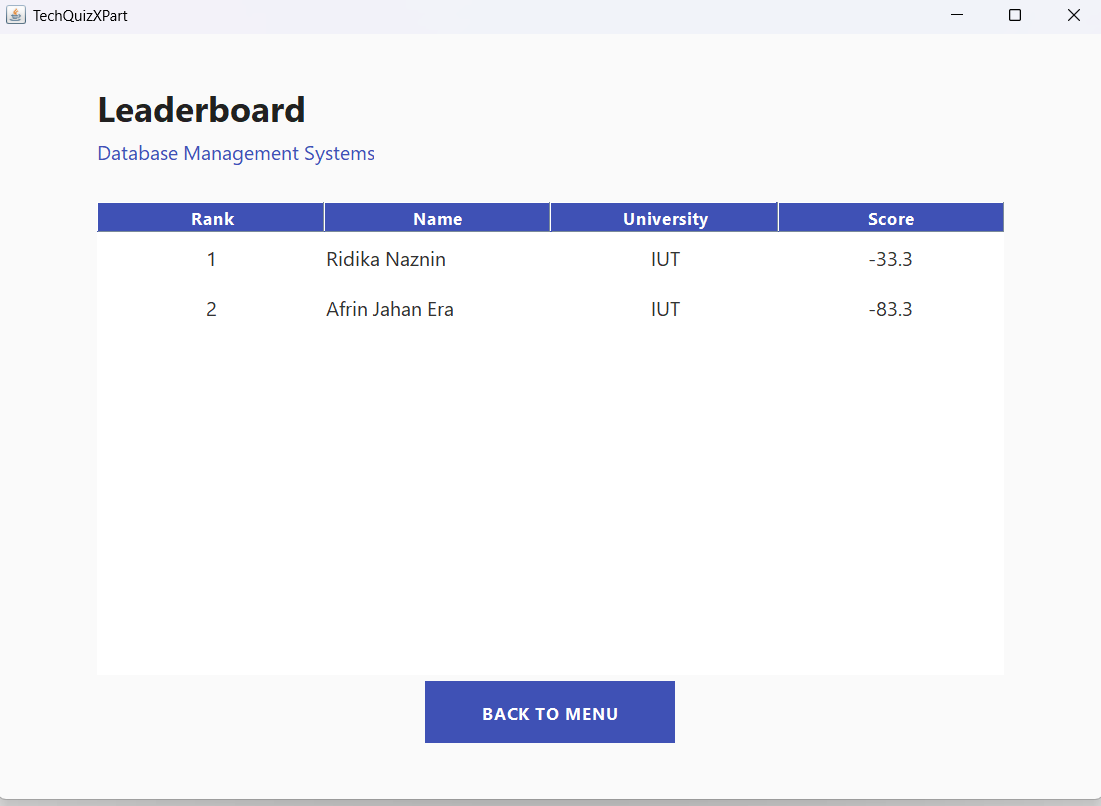 TechQuizXPart
Leaderboard
Database Management Systems
Rank Name University Score
1 Ridika Naznin IUT -33.3
2 Afrin Jahan Era IUT -83.3
BACK TO MENU